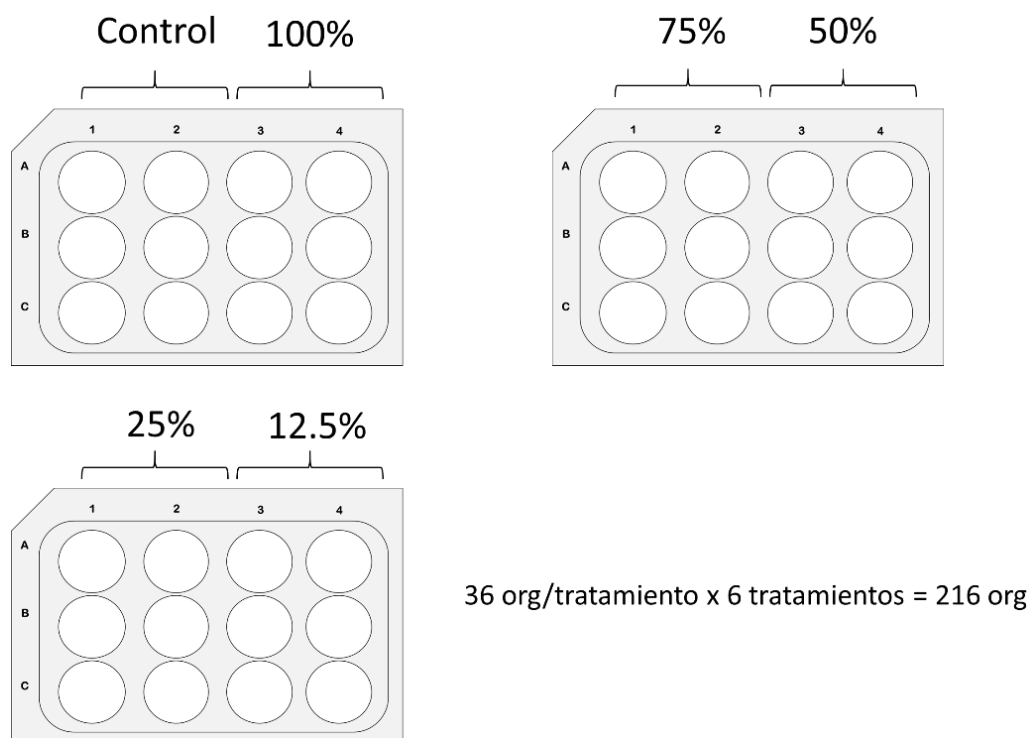 Control 100%
1 2 3 4
A
B
C
75% 50%
1 2 3 4
A
B
C
25% 12.5%
1 2 3 4
A
B
C
36 org/tratamiento x 6 tratamientos = 216 org